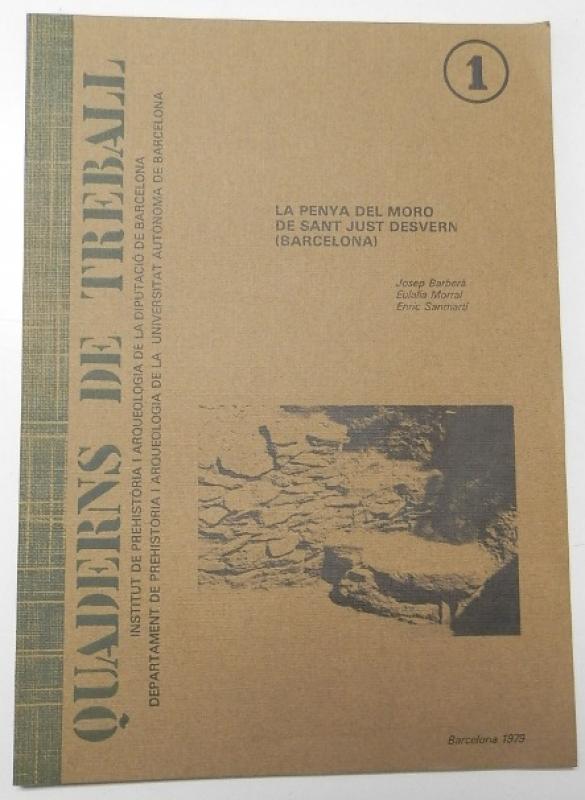 1
QUADERNS DE TREBALL
INSTITUT DE PREHISTÒRIA I ARQUEOLOGIA DE LA DIPUTACIÓ DE BARCELONA
DEPARTAMENT DE PREHISTÒRIA I ARQUEOLOGIA DE LA UNIVERSITAT AUTÒNOMA DE BARCELONA
LA PENYA DEL MORO
DE SANT JUST DESVERN
(BARCELONA)
Josep Barberà
Eulalia Morral
Enric Sanmartí
Barcelona 1979